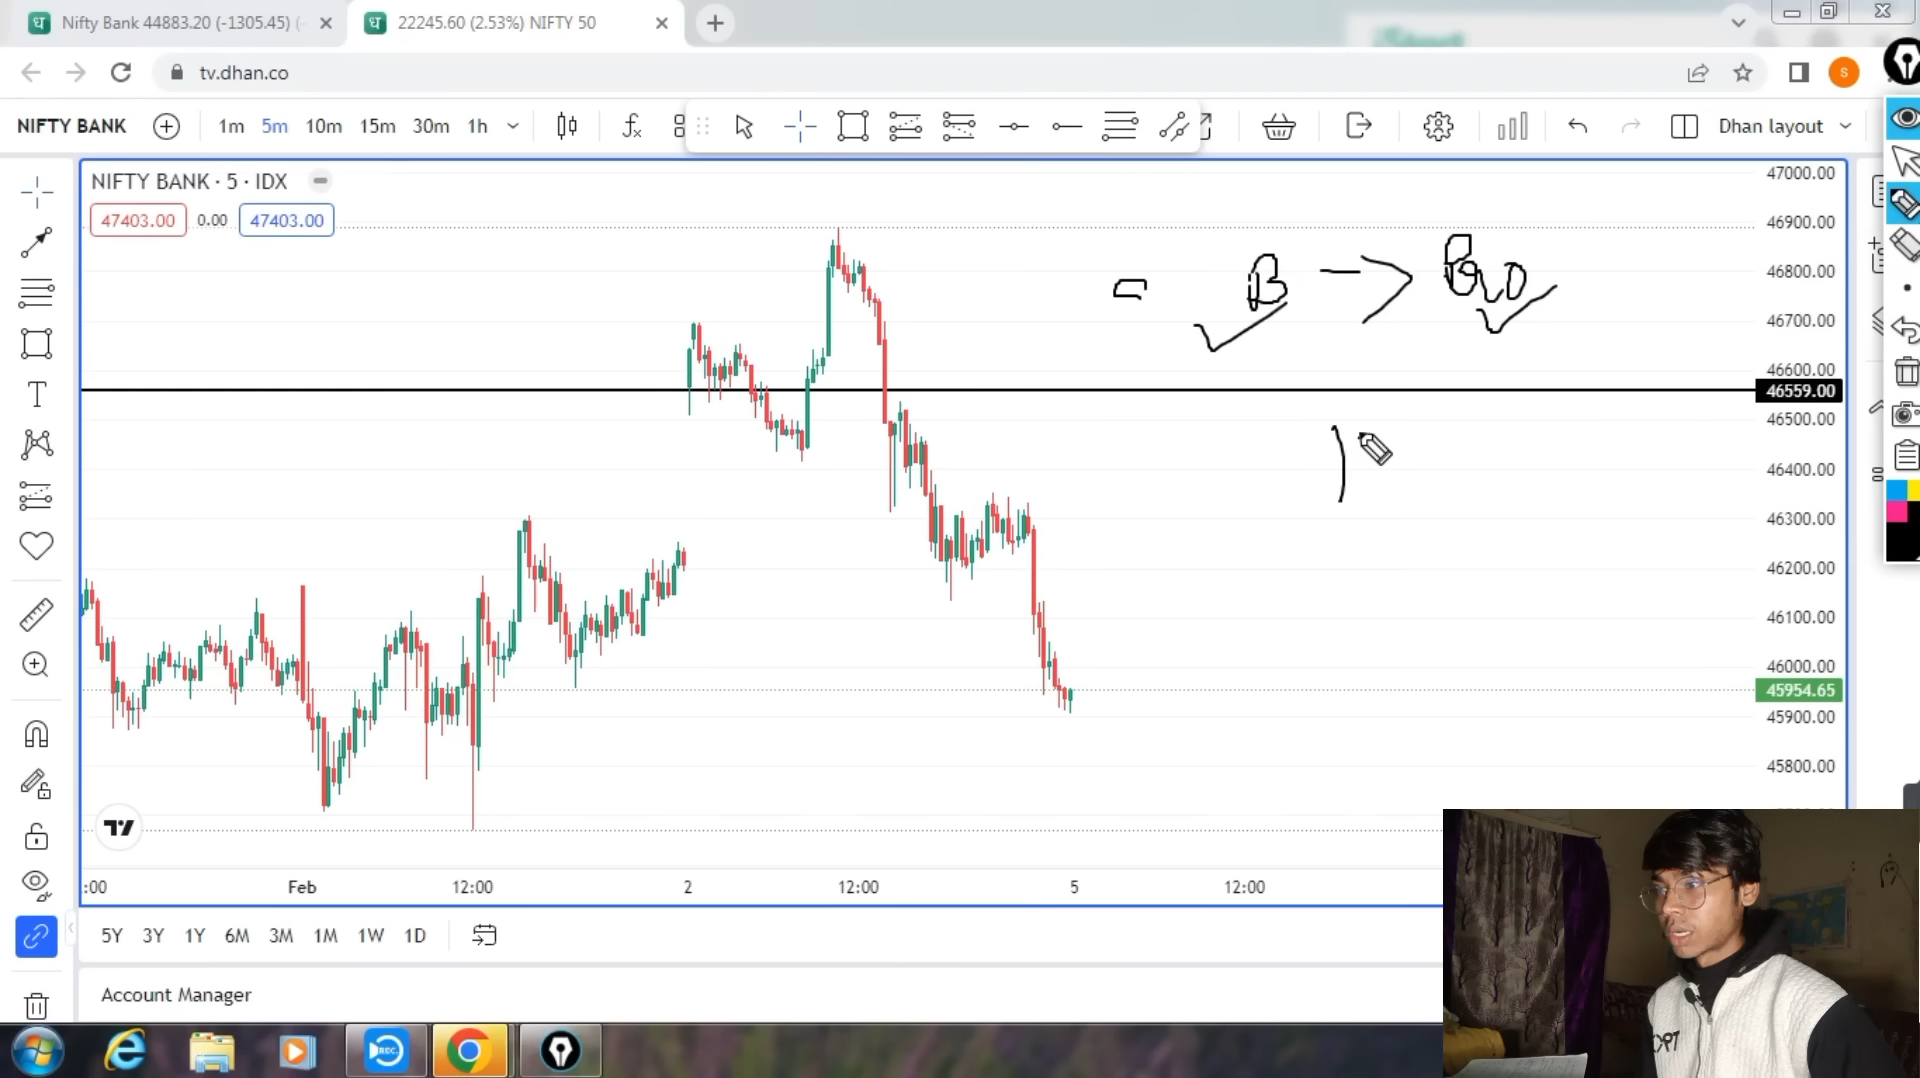 Nifty Bank 44883.20 (-1305.45) (-
22245.60 (2.53%) NIFTY 50
tv.dhan.co
S
NIFTY BANK
1m 5m 10m 15m 30m 1h
Dhan layout
NIFTY BANK · 5 · IDX
47403.00 0.00 47403.00
47000.00
46900.00
46800.00
46700.00
46600.00
46559.00
46500.00
46400.00
46300.00
46200.00
46100.00
46000.00
45954.65
45900.00
45800.00
B → B
:00 Feb 12:00 2 12:00 5 12:00
5Y 3Y 1Y 6M 3M 1M 1W 1D
Account Manager
REC